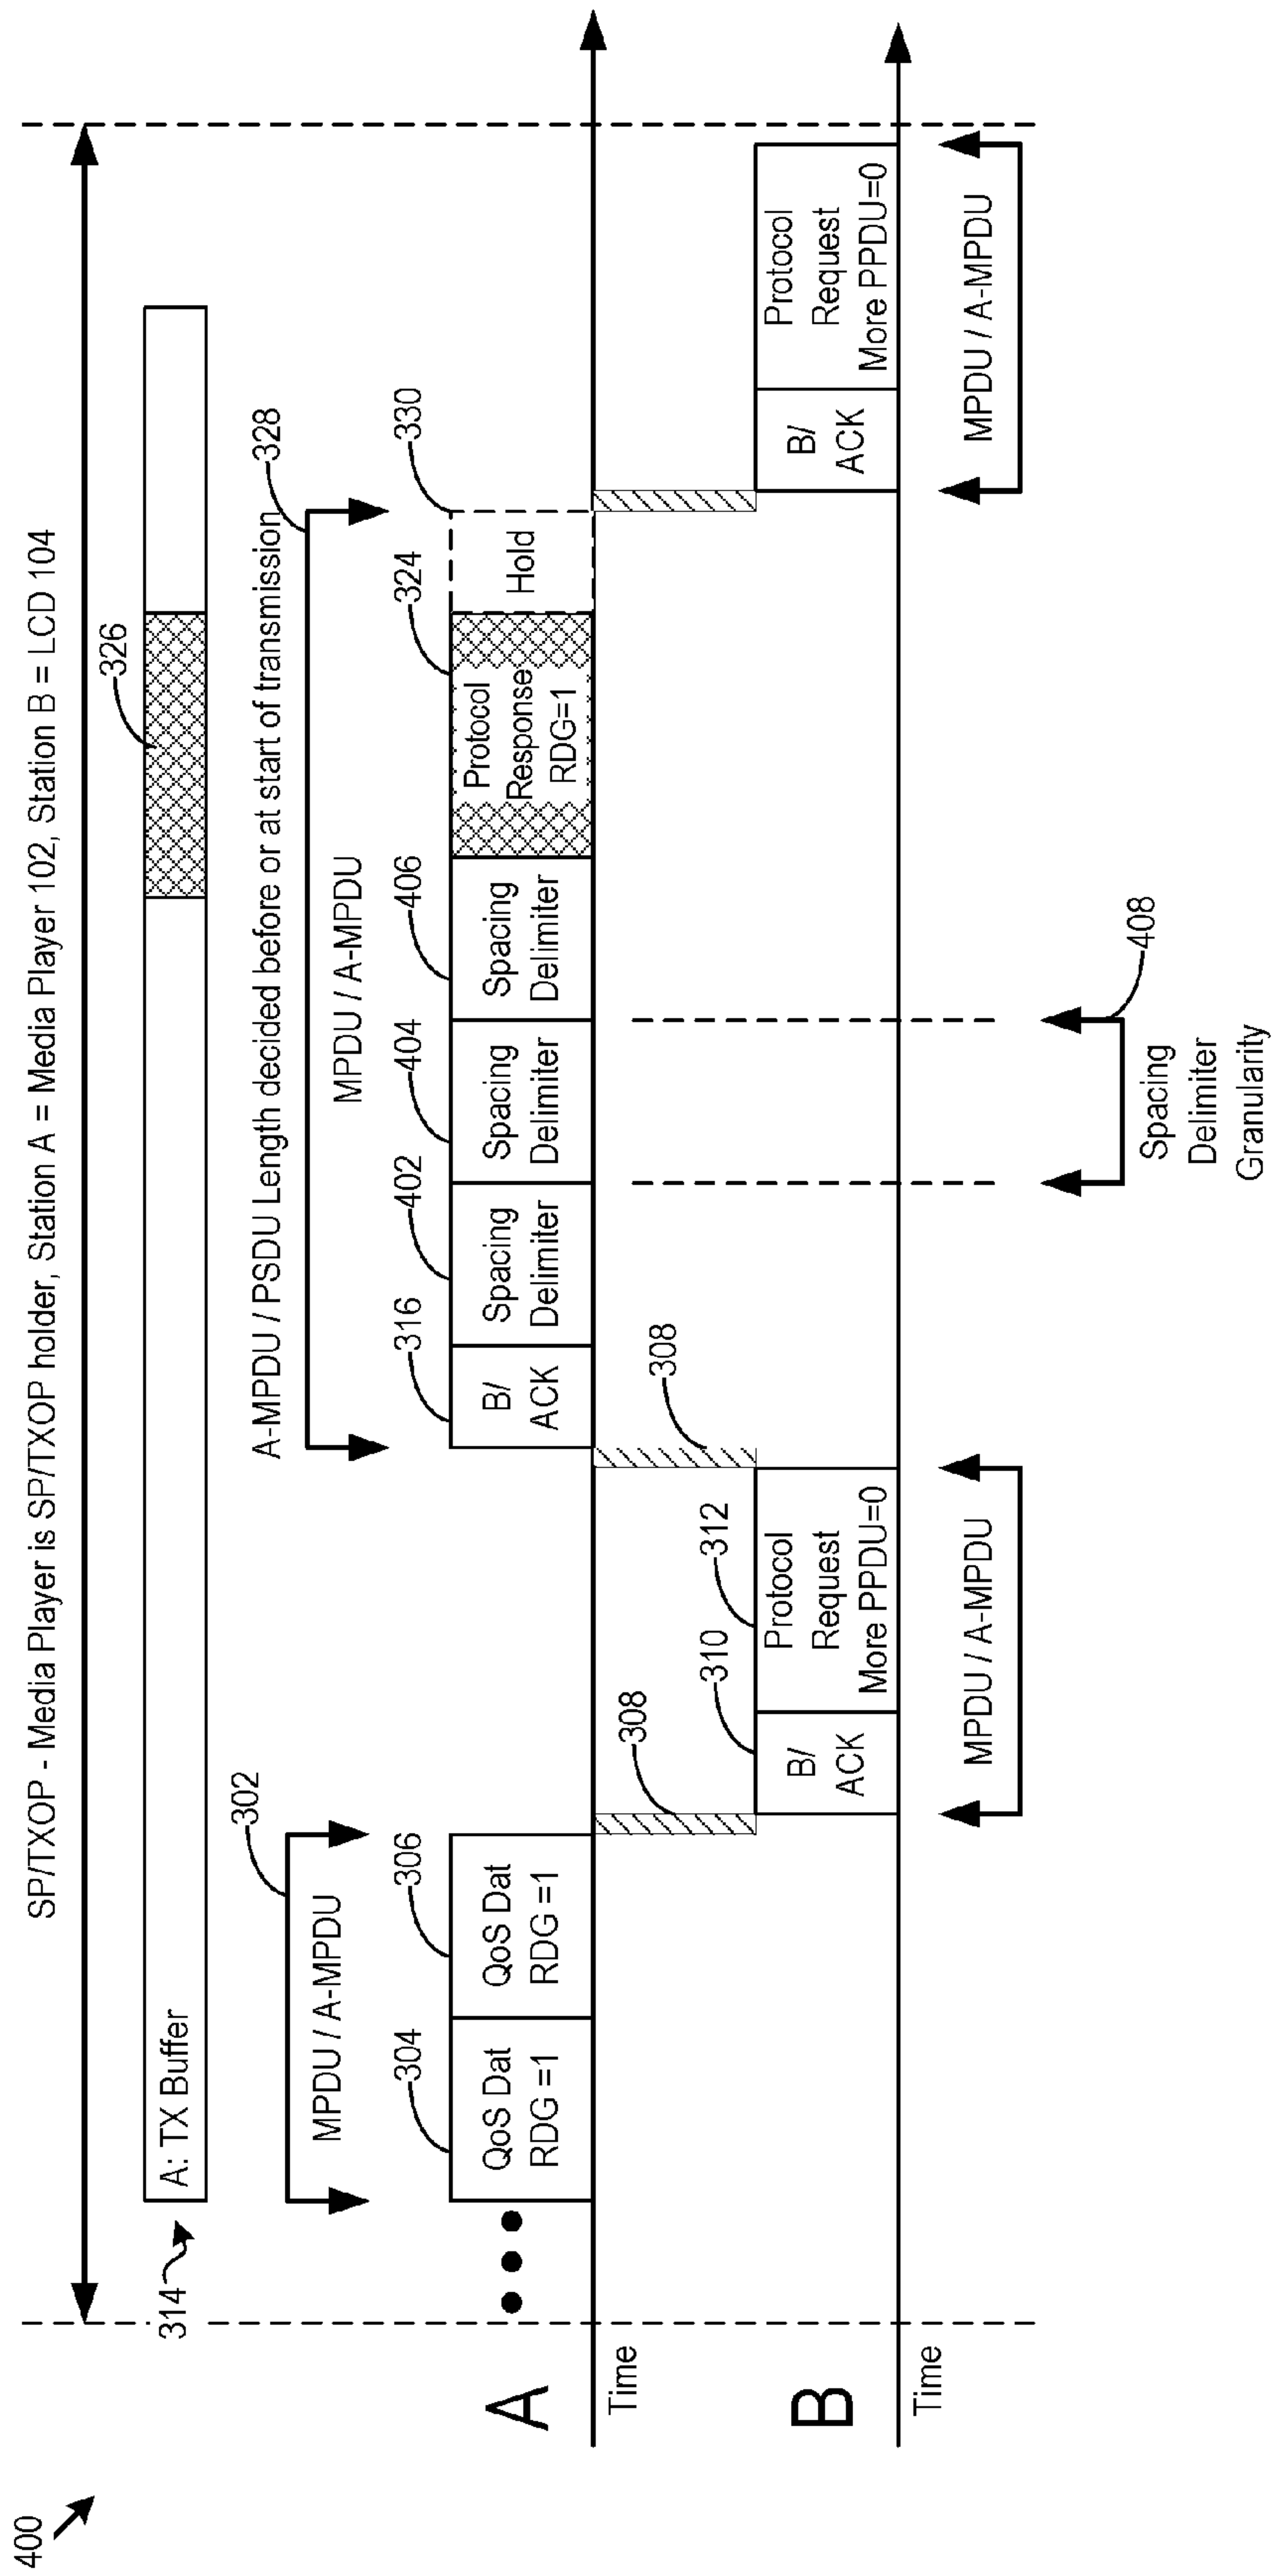 400
SP/TXOP - Media Player is SP/TXOP holder, Station A = Media Player 102, Station B = LCD 104
314
A: TX Buffer
326
302
MPDU / A-MPDU
A-MPDU / PSDU Length decided before or at start of transmission
328
MPDU / A-MPDU
304
306
316
402
404
406
324
330
A
QoS Dat
RDG =1
QoS Dat
RDG =1
B/
ACK
Spacing
Delimiter
Spacing
Delimiter
Spacing
Delimiter
Protocol
Response
RDG=1
Hold
Time
308
308
310
312
B
B/
ACK
Protocol
Request
More PPDU=0
B/
ACK
Protocol
Request
More PPDU=0
Time
MPDU / A-MPDU
MPDU / A-MPDU
408
Spacing
Delimiter
Granularity